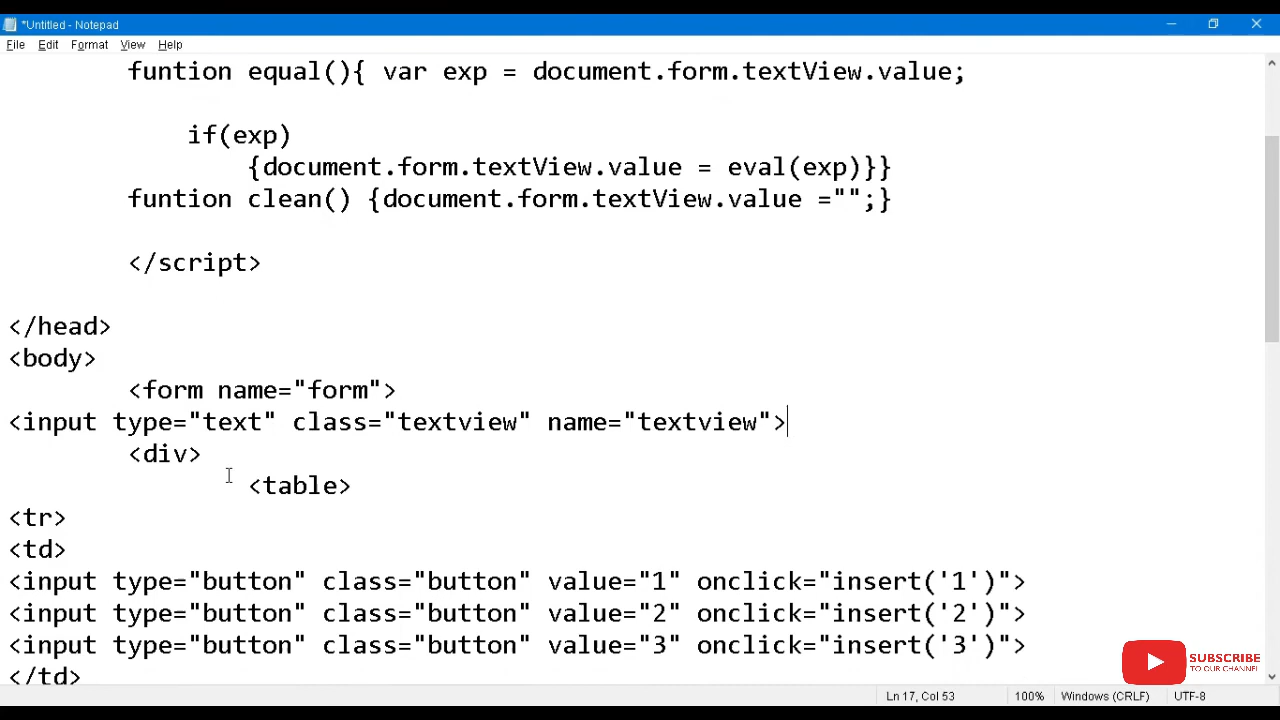 *Untitled - Notepad
File Edit Format View Help
funtion equal(){ var exp = document.form.textView.value;
if(exp)
{document.form.textView.value = eval(exp)}}
funtion clean() {document.form.textView.value ="";}
</script>
</head>
<body>
<form name="form">
<input type="text" class="textview" name="textview">
<div>
<table>
<tr>
<td>
<input type="button" class="button" value="1" onclick="insert('1')">
<input type="button" class="button" value="2" onclick="insert('2')">
<input type="button" class="button" value="3" onclick="insert('3')">
</td>
SUBSCRIBE
TO OUR CHANNEL
Ln 17, Col 53 100% Windows (CRLF) UTF-8